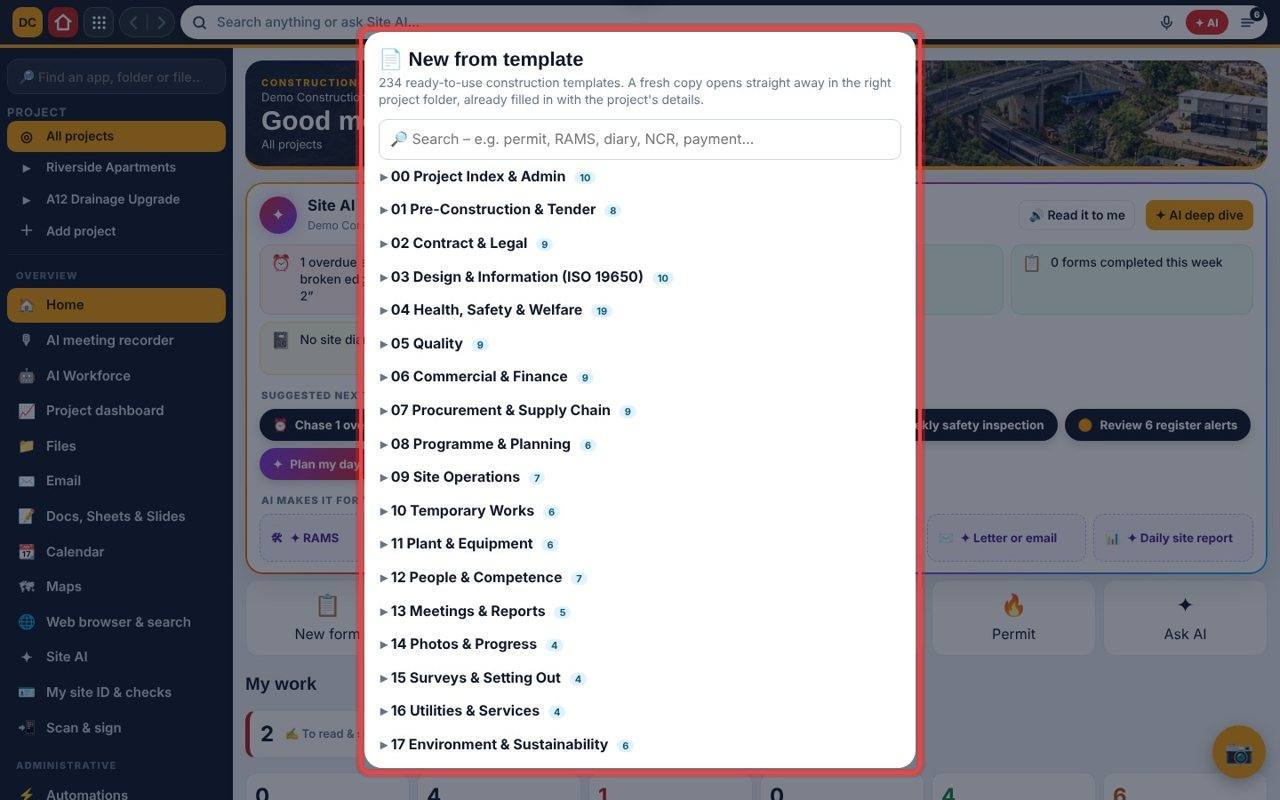 DC
Search anything or ask Site AI...
✦ AI
6
Find an app, folder or file...
PROJECT
All projects
Riverside Apartments
A12 Drainage Upgrade
Add project
OVERVIEW
Home
AI meeting recorder
AI Workforce
Project dashboard
Files
Email
Docs, Sheets & Slides
Calendar
Maps
Web browser & search
Site AI
My site ID & checks
Scan & sign
ADMINISTRATIVE
Automations
CONSTRUCTION
Demo Constructio
Good m
All projects
Site AI
Demo Co
Read it to me
✦ AI deep dive
1 overdue
broken ed
2"
0 forms completed this week
No site dia
SUGGESTED NEX
Chase 1 ove
kly safety inspection
Review 6 register alerts
Plan my day
AI MAKES IT FOR
✦ RAMS
✦ Letter or email
✦ Daily site report
New form
Permit
Ask AI
My work
2 To read &
0 4 1 0 4 6
New from template
234 ready-to-use construction templates. A fresh copy opens straight away in the right
project folder, already filled in with the project's details.
Search – e.g. permit, RAMS, diary, NCR, payment...
00 Project Index & Admin 10
01 Pre-Construction & Tender 8
02 Contract & Legal 9
03 Design & Information (ISO 19650) 10
04 Health, Safety & Welfare 19
05 Quality 9
06 Commercial & Finance 9
07 Procurement & Supply Chain 9
08 Programme & Planning 6
09 Site Operations 7
10 Temporary Works 6
11 Plant & Equipment 6
12 People & Competence 7
13 Meetings & Reports 5
14 Photos & Progress 4
15 Surveys & Setting Out 4
16 Utilities & Services 4
17 Environment & Sustainability 6